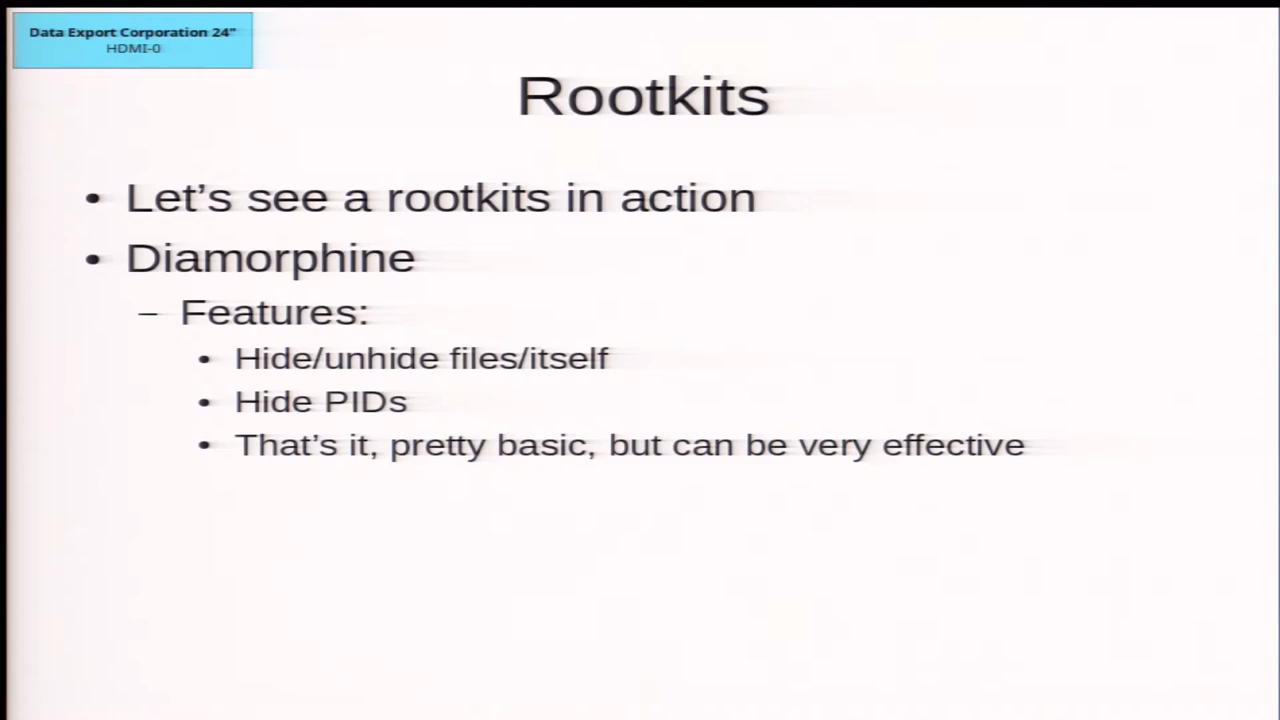 Data Export Corporation 24"
HDMI-0
Rootkits
• Let’s see a rootkits in action
• Diamorphine
– Features:
• Hide/unhide files/itself
• Hide PIDs
• That’s it, pretty basic, but can be very effective